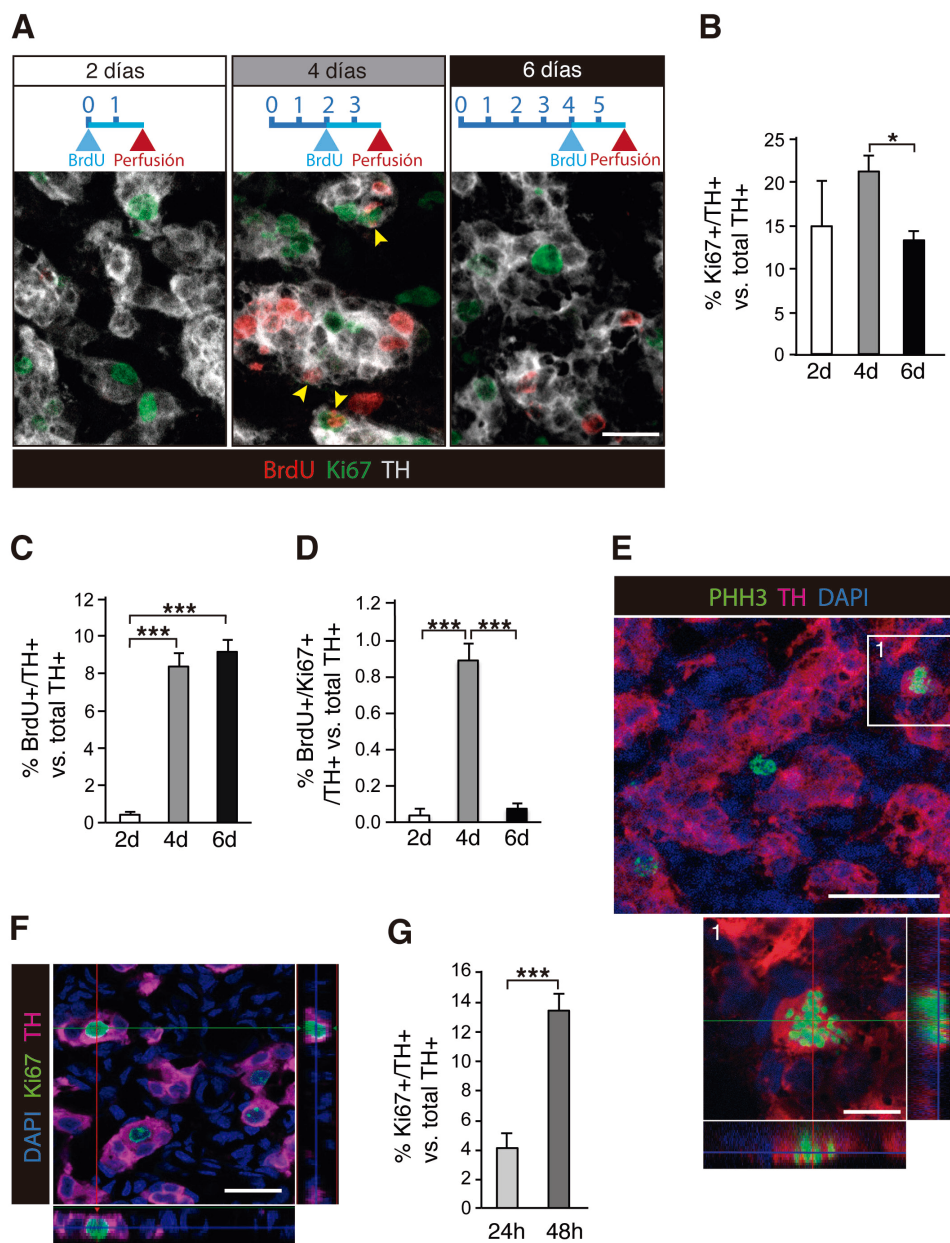 A
2 días
4 días
6 días
0 1
0 1 2 3
0 1 2 3 4 5
BrdU Perfusión
BrdU Perfusión
BrdU Perfusión
BrdU Ki67 TH
B
% Ki67+/TH+
vs. total TH+
25
20
15
10
5
0
*
2d 4d 6d
C
% BrdU+/TH+
vs. total TH+
12
10
8
6
4
2
0
***
***
2d 4d 6d
D
% BrdU+/Ki67+
/TH+ vs. total TH+
1.2
1.0
0.8
0.6
0.4
0.2
0.0
*** ***
2d 4d 6d
E
PHH3 TH DAPI
1
1
F
DAPI Ki67 TH
G
% Ki67+/TH+
vs. total TH+
16
14
12
10
8
6
4
2
0
***
24h 48h